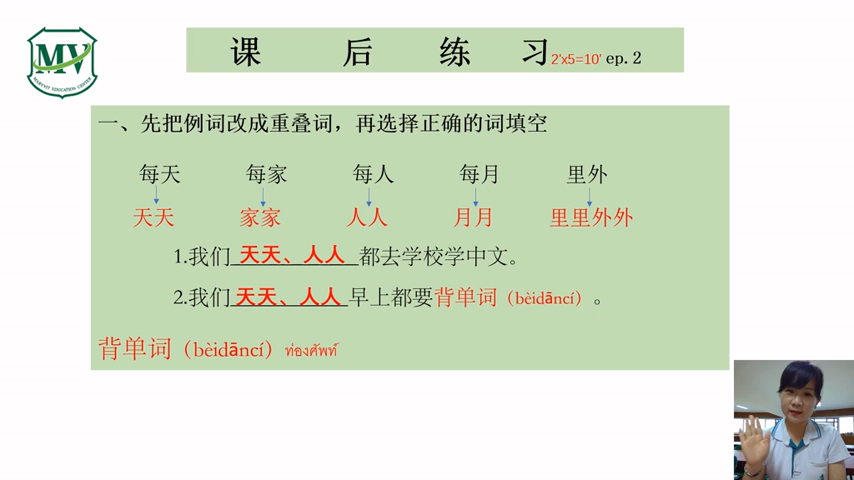 MV
MARYVIT EDUCATION CENTER
课 后 练 习 2'x5=10' ep. 2
一、先把例词改成重叠词，再选择正确的词填空
每天 每家 每人 每月 里外
天天 家家 人人 月月 里里外外
1.我们天天、人人都去学校学中文。
2.我们天天、人人早上都要背单词（bèidāncí）。
背单词（bèidāncí）ท่องศัพท์